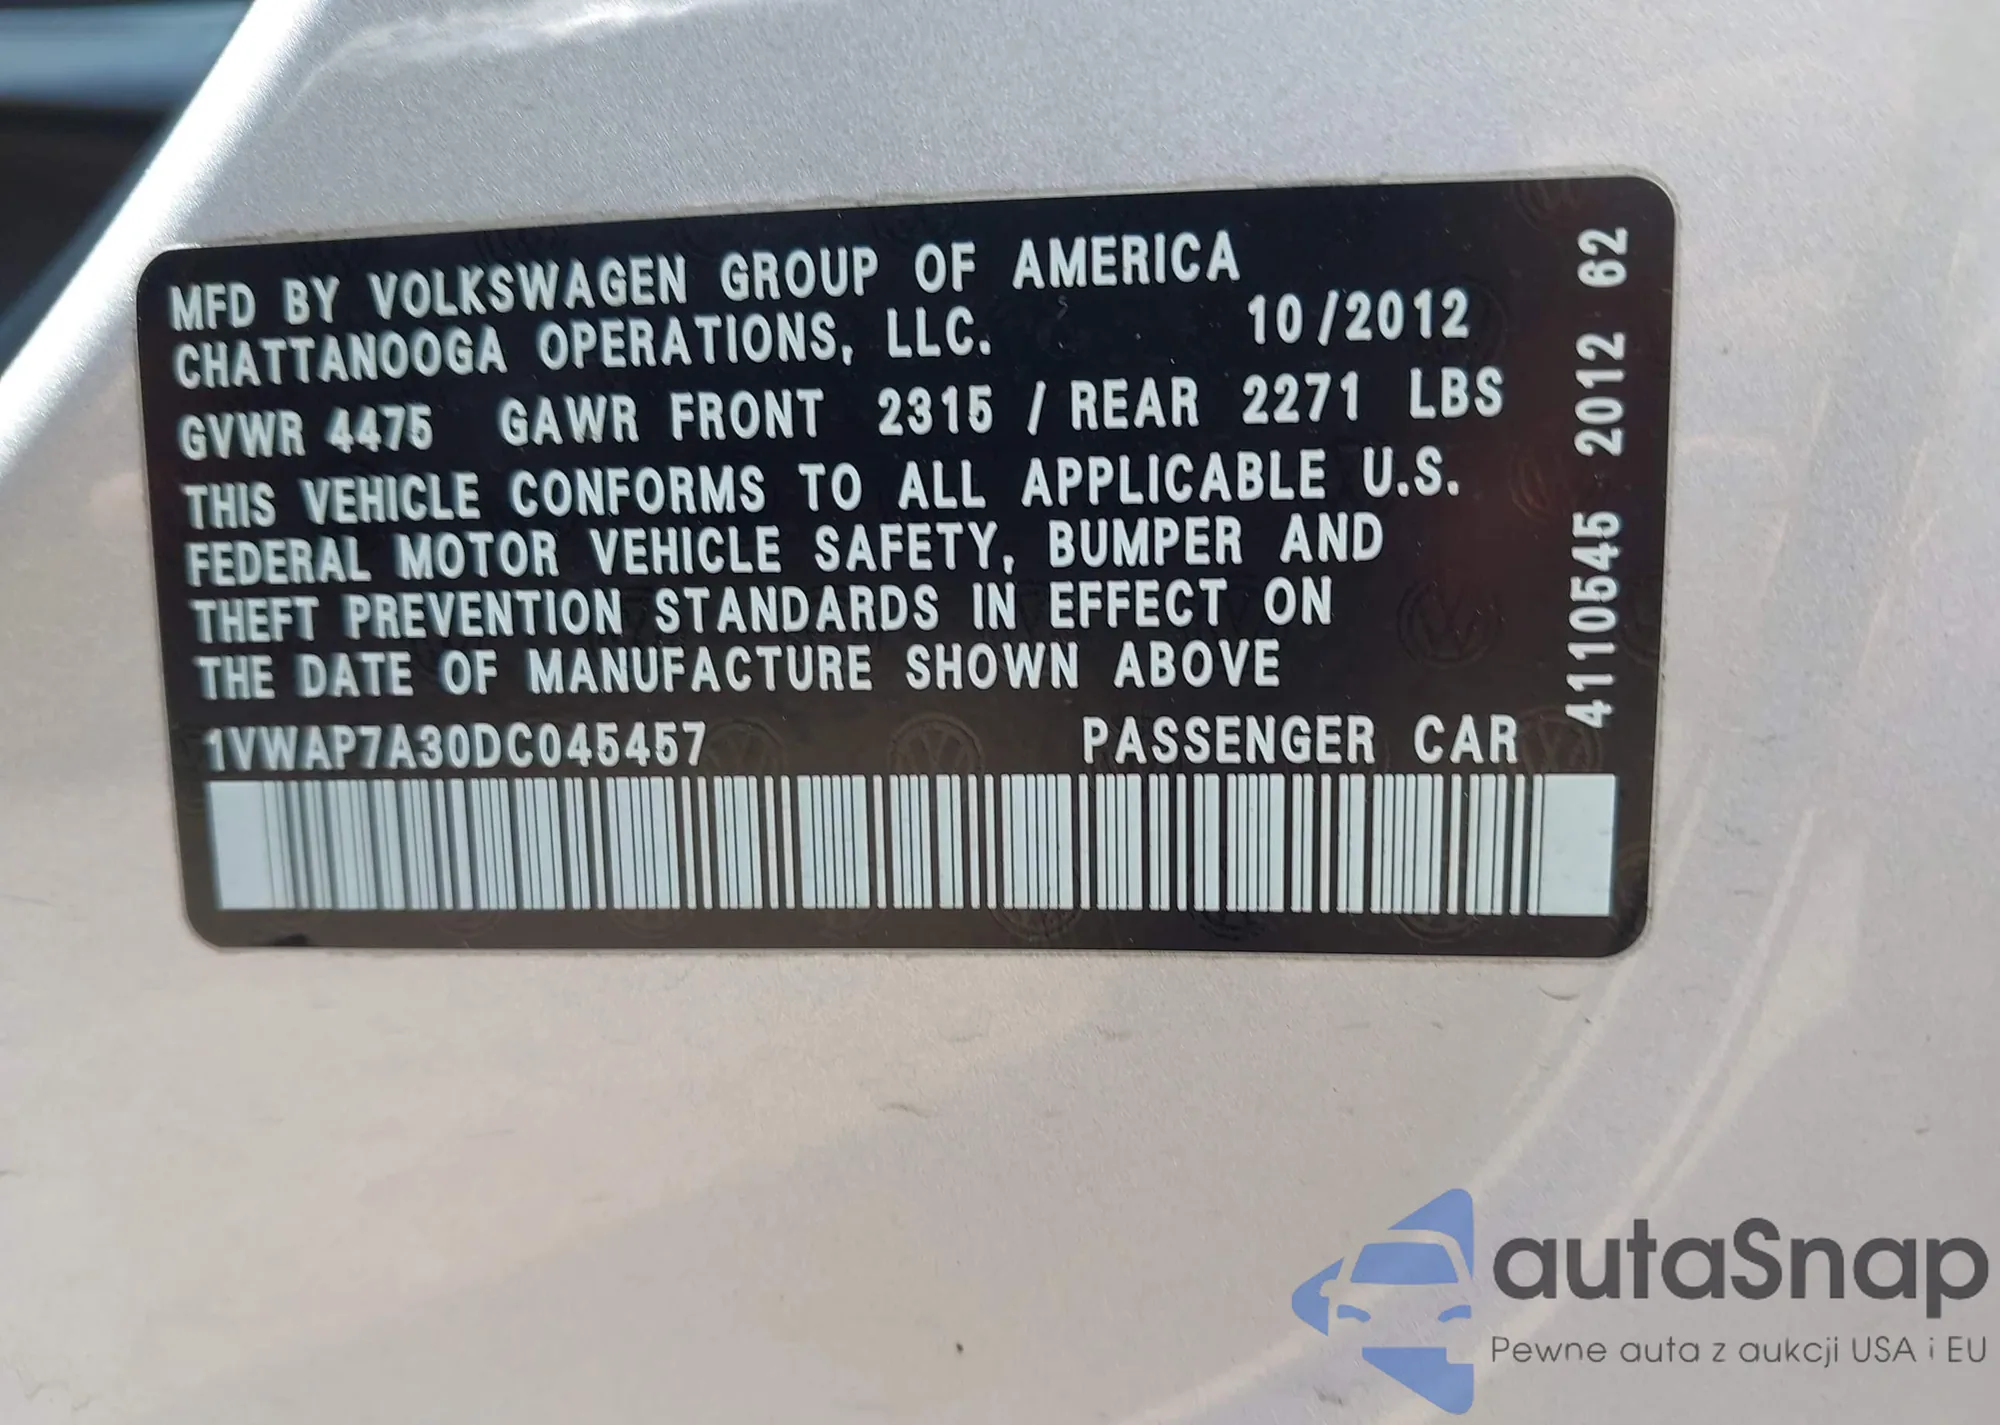 MFD BY VOLKSWAGEN GROUP OF AMERICA
CHATTANOOGA OPERATIONS, LLC. 10/2012
GVWR 4475 GAWR FRONT 2315 / REAR 2271 LBS
THIS VEHICLE CONFORMS TO ALL APPLICABLE U.S.
FEDERAL MOTOR VEHICLE SAFETY, BUMPER AND
THEFT PREVENTION STANDARDS IN EFFECT ON
THE DATE OF MANUFACTURE SHOWN ABOVE
1VWAP7A30DC045457 PASSENGER CAR
4110545 2012 62
autaSnap
Pewne auta z aukcji USA i EU